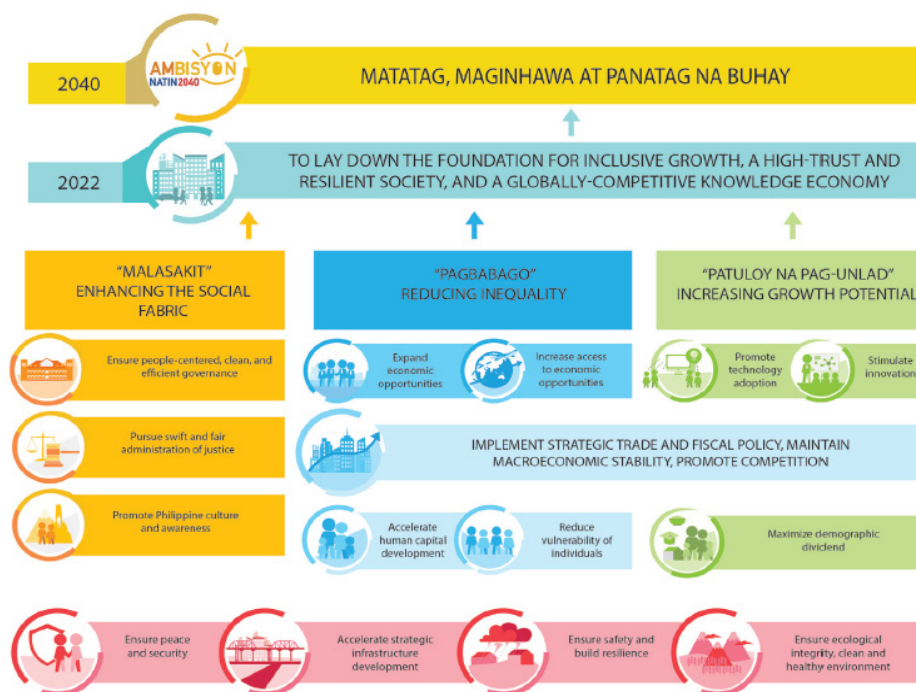 2040
AMBISYON
NATIN 2040
MATATAG, MAGINHAWA AT PANATAG NA BUHAY
2022
TO LAY DOWN THE FOUNDATION FOR INCLUSIVE GROWTH, A HIGH-TRUST AND
RESILIENT SOCIETY, AND A GLOBALLY-COMPETITIVE KNOWLEDGE ECONOMY
“MALASAKIT”
ENHANCING THE SOCIAL
FABRIC
“PAGBABAGO”
REDUCING INEQUALITY
“PATULOY NA PAG-UNLAD”
INCREASING GROWTH POTENTIAL
Ensure people-centered, clean, and
efficient governance
Expand
economic
opportunities
Increase access
to economic
opportunities
Promote
technology
adoption
Stimulate
innovation
Pursue swift and fair
administration of justice
IMPLEMENT STRATEGIC TRADE AND FISCAL POLICY, MAINTAIN
MACROECONOMIC STABILITY, PROMOTE COMPETITION
Promote Philippine culture
and awareness
Accelerate
human capital
development
Reduce
vulnerability of
individuals
Maximize demographic
dividend
Ensure peace
and security
Accelerate strategic
infrastructure
development
Ensure safety and
build resilience
Ensure ecological
integrity, clean and
healthy environment